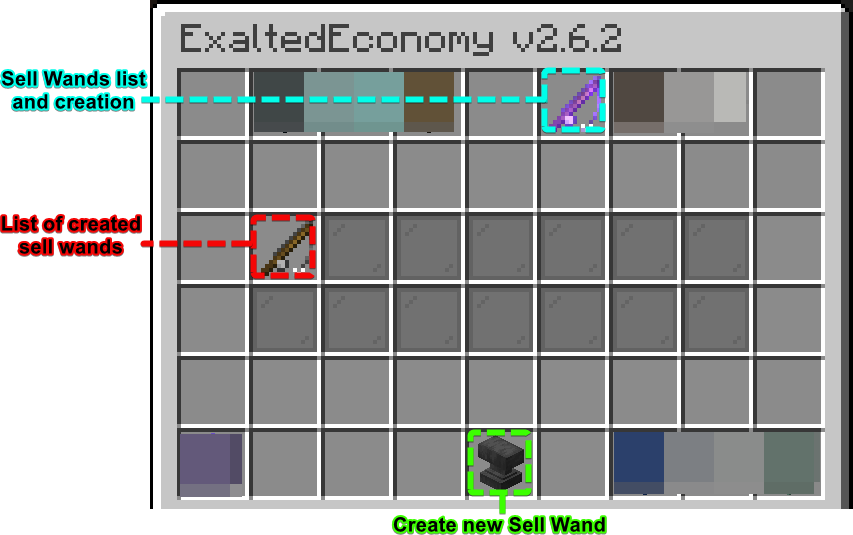 ExaltedEconomy v2.6.2
Sell Wands list
and creation
List of created
sell wands
Create new Sell Wand